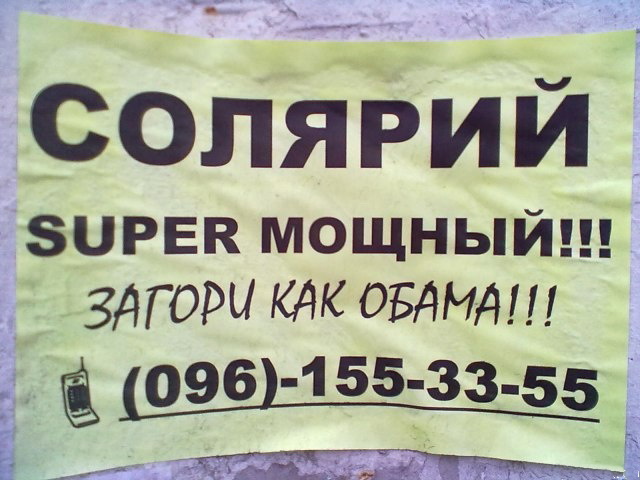 СОЛЯРИЙ
SUPER МОЩНЫЙ!!!
ЗАГОРИ КАК ОБАМА!!!
(096)-155-33-55